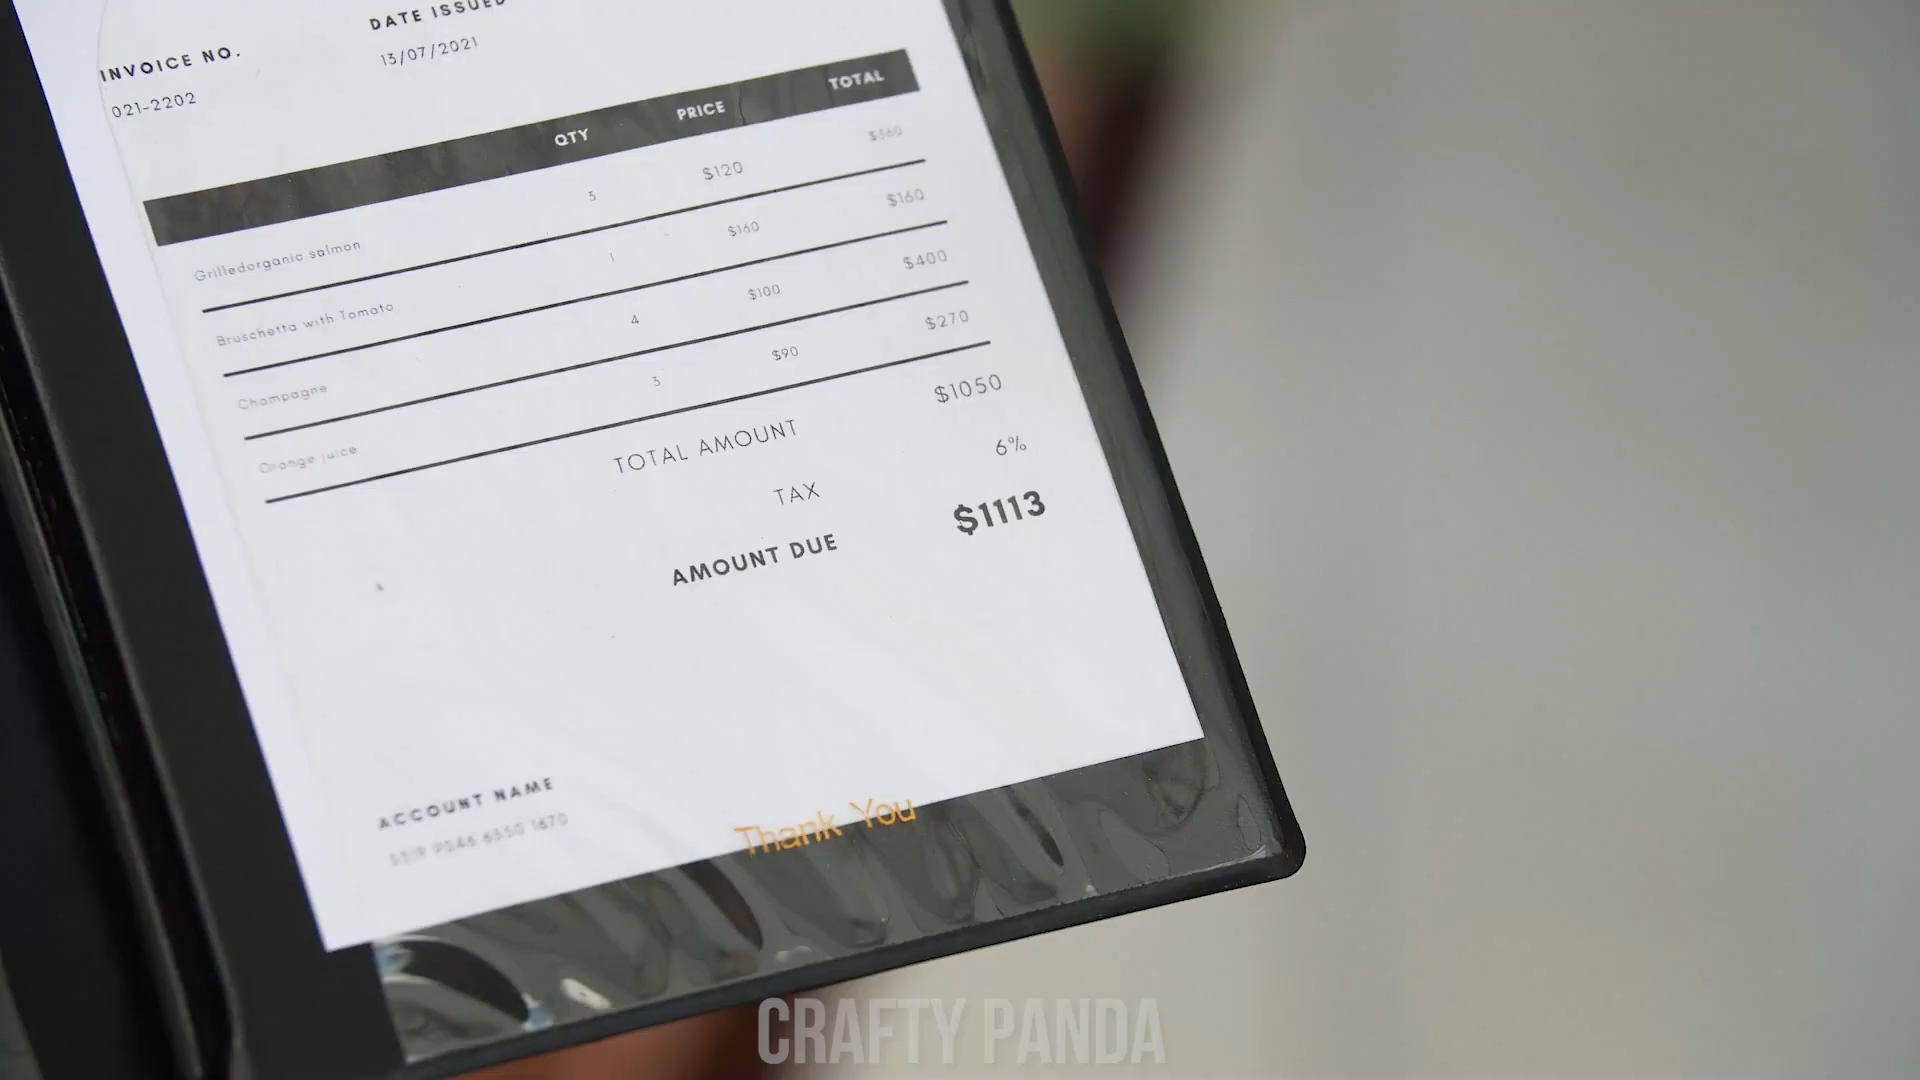 DATE ISSUED
INVOICE NO.
13/07/2021
021-2202
QTY PRICE TOTAL
Grilledorganic salmon 3 $120 $360
Bruschetta with Tomato 1 $160 $160
Champagne 4 $100 $400
Orange juice 3 $90 $270
TOTAL AMOUNT $1050
TAX 6%
AMOUNT DUE $1113
ACCOUNT NAME
Thank You
CRAFTY PANDA